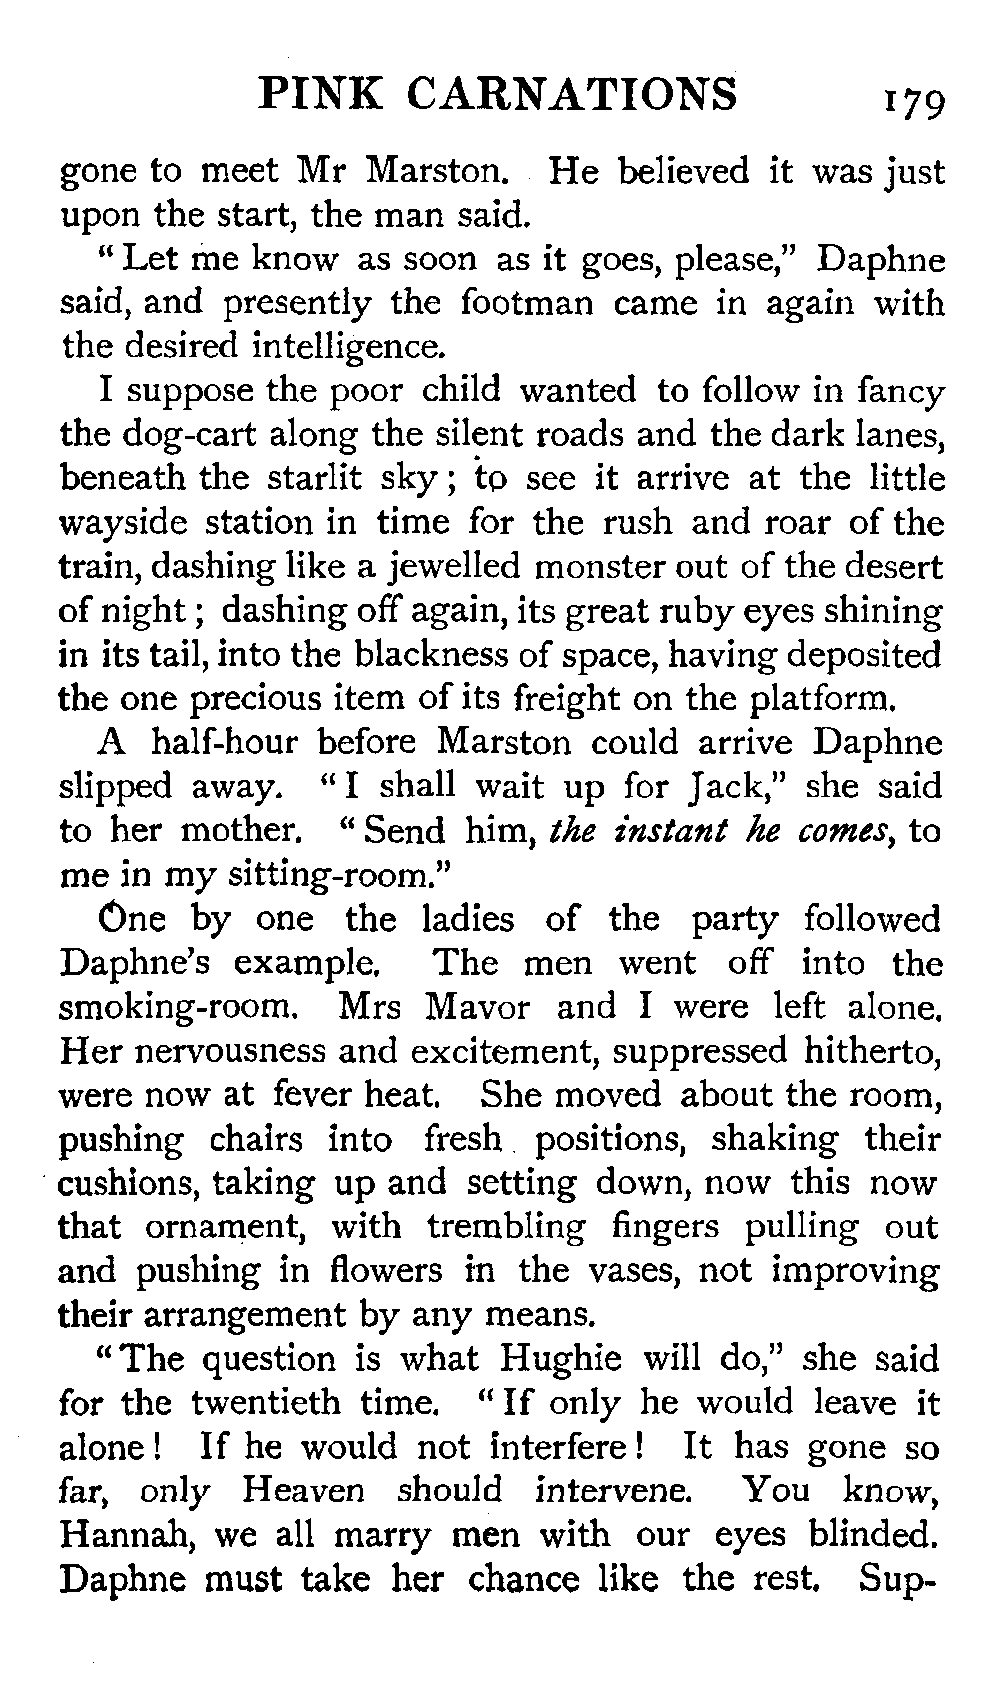 PINK CARNATIONS 179
gone to meet Mr Marston. He believed it was just
upon the start, the man said.
“ Let me know as soon as it goes, please,” Daphne
said, and presently the footman came in again with
the desired intelligence.
I suppose the poor child wanted to follow in fancy
the dog-cart along the silent roads and the dark lanes,
beneath the starlit sky ; to see it arrive at the little
wayside station in time for the rush and roar of the
train, dashing like a jewelled monster out of the desert
of night ; dashing off again, its great ruby eyes shining
in its tail, into the blackness of space, having deposited
the one precious item of its freight on the platform.
A half-hour before Marston could arrive Daphne
slipped away. “ I shall wait up for Jack,” she said
to her mother. “ Send him, the instant he comes, to
me in my sitting-room.”
One by one the ladies of the party followed
Daphne’s example. The men went off into the
smoking-room. Mrs Mavor and I were left alone.
Her nervousness and excitement, suppressed hitherto,
were now at fever heat. She moved about the room,
pushing chairs into fresh positions, shaking their
cushions, taking up and setting down, now this now
that ornament, with trembling fingers pulling out
and pushing in flowers in the vases, not improving
their arrangement by any means.
“ The question is what Hughie will do,” she said
for the twentieth time. “ If only he would leave it
alone ! If he would not interfere ! It has gone so
far, only Heaven should intervene. You know,
Hannah, we all marry men with our eyes blinded.
Daphne must take her chance like the rest. Sup-